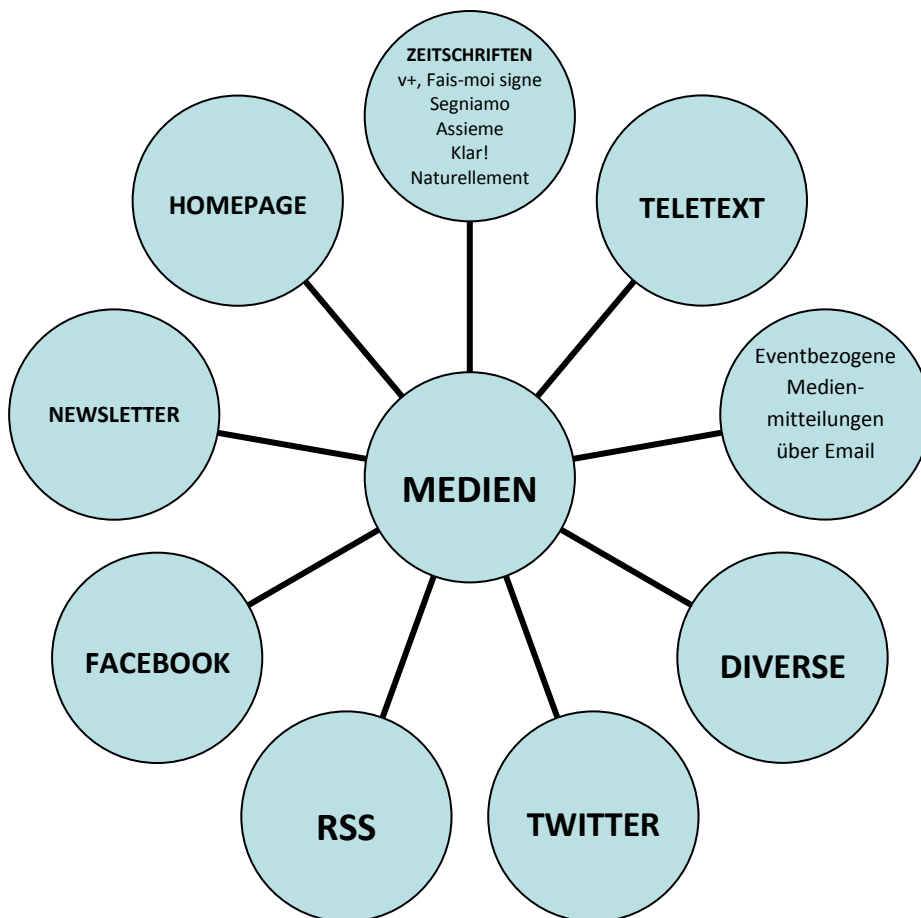 ZEITSCHRIFTEN
v+, Fais-moi signe
Segniamo
Assieme
Klar!
Naturellement
TELETEXT
HOMEPAGE
Eventbezogene
Medien-
mitteilungen
über Email
NEWSLETTER
MEDIEN
FACEBOOK
DIVERSE
RSS
TWITTER